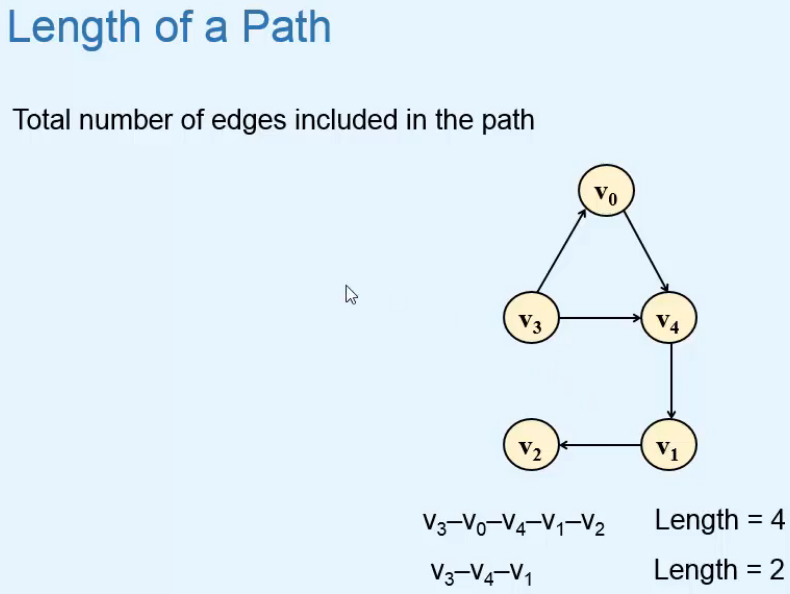 Length of a Path
Total number of edges included in the path
v₀
v₃
v₄
v₂
v₁
v₃–v₀–v₄–v₁–v₂ Length = 4
v₃–v₄–v₁ Length = 2